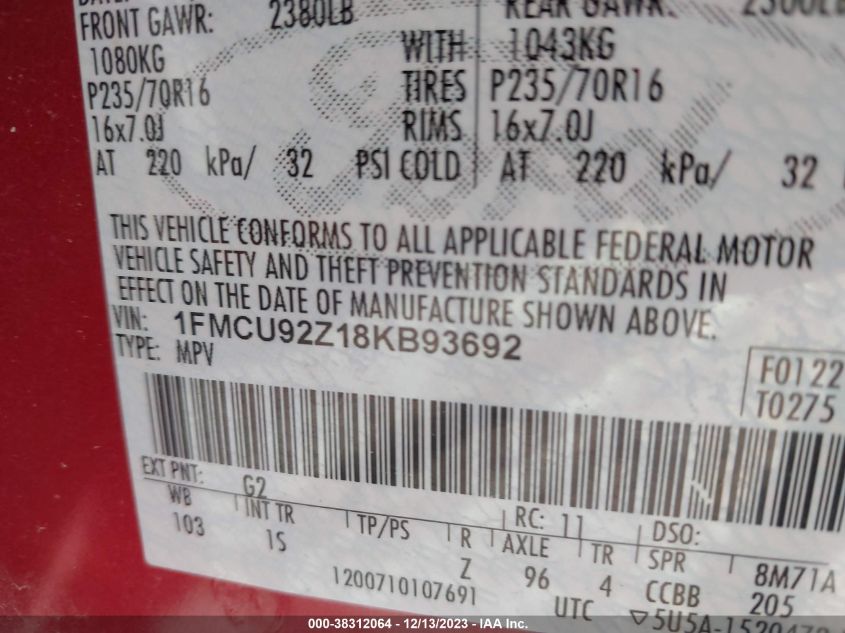 FRONT GAWR: 2380LB REAR GAWR:
1080KG WITH 1043KG
P235/70R16 TIRES P235/70R16
16x7.0J RIMS 16x7.0J
AT 220 kPa/ 32 PSI COLD AT 220 kPa/ 32
THIS VEHICLE CONFORMS TO ALL APPLICABLE FEDERAL MOTOR
VEHICLE SAFETY AND THEFT PREVENTION STANDARDS IN
EFFECT ON THE DATE OF MANUFACTURE SHOWN ABOVE.
VIN: 1FMCU92Z18KB93692
TYPE: MPV
F0122
T0275
EXT PNT: G2 RC: 11 DSO:
WB INT TR TP/PS R AXLE TR SPR 8M71A
103 1S Z 96 4 CCBB 205
1200710107691 UTC
000-38312064 - 12/13/2023 - IAA Inc.